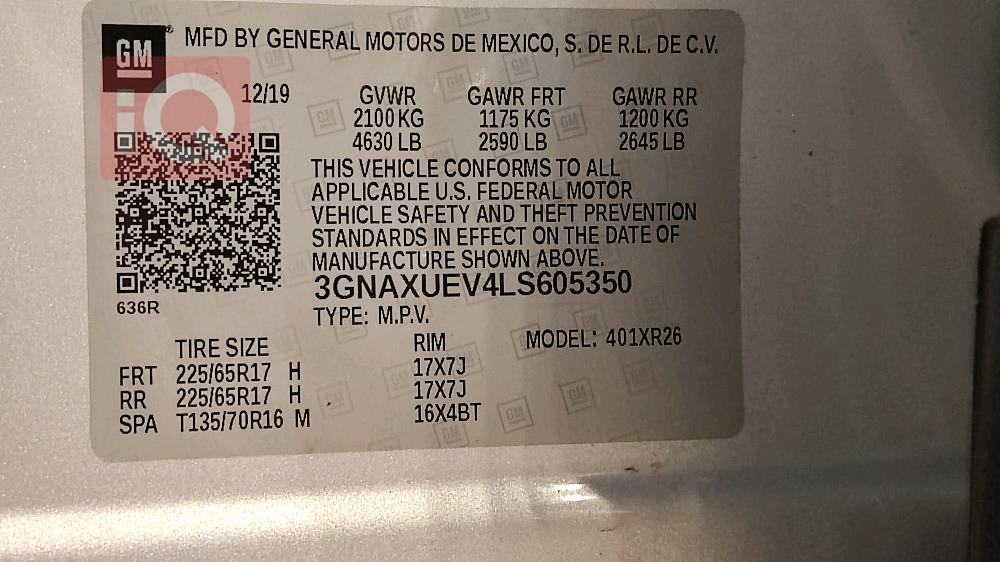 GM
MFD BY GENERAL MOTORS DE MEXICO, S. DE R.L. DE C.V.
iQ
12/19 GVWR GAWR FRT GAWR RR
2100 KG 1175 KG 1200 KG
4630 LB 2590 LB 2645 LB
THIS VEHICLE CONFORMS TO ALL
APPLICABLE U.S. FEDERAL MOTOR
VEHICLE SAFETY AND THEFT PREVENTION
STANDARDS IN EFFECT ON THE DATE OF
MANUFACTURE SHOWN ABOVE.
3GNAXUEV4LS605350
636R
TYPE: M.P.V.
TIRE SIZE RIM MODEL: 401XR26
FRT 225/65R17 H 17X7J
RR 225/65R17 H 17X7J
SPA T135/70R16 M 16X4BT